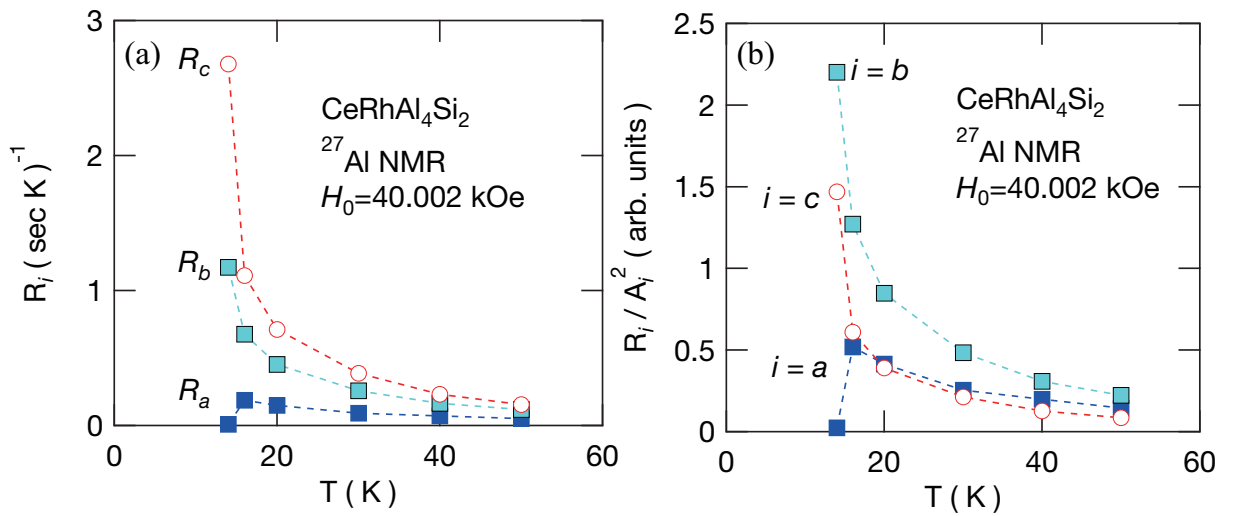 (a)
3
2
1
0
R_i ( sec K )^-1
R_c
R_b
R_a
CeRhAl₄Si₂
²⁷Al NMR
H₀=40.002 kOe
0 20 40 60
T ( K )
(b)
2.5
2
1.5
1
0.5
0
R_i / A_i^2 ( arb. units )
i = b
i = c
i = a
CeRhAl₄Si₂
²⁷Al NMR
H₀=40.002 kOe
0 20 40 60
T ( K )